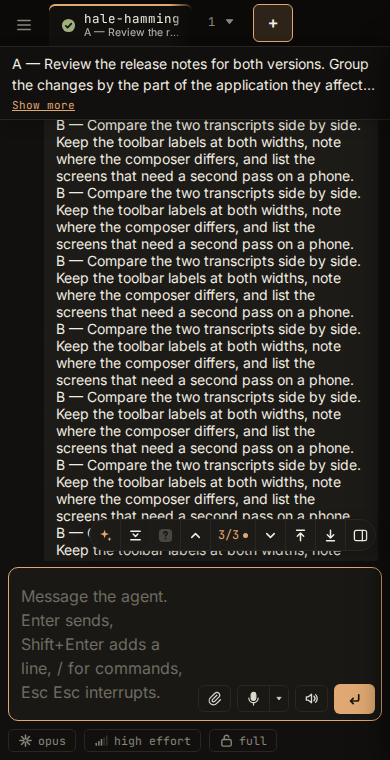 hale-hamming
A — Review the r…
1
+
A — Review the release notes for both versions. Group
the changes by the part of the application they affect…
Show more
B — Compare the two transcripts side by side.
Keep the toolbar labels at both widths, note
where the composer differs, and list the
screens that need a second pass on a phone.
B — Compare the two transcripts side by side.
Keep the toolbar labels at both widths, note
where the composer differs, and list the
screens that need a second pass on a phone.
B — Compare the two transcripts side by side.
Keep the toolbar labels at both widths, note
where the composer differs, and list the
screens that need a second pass on a phone.
B — Compare the two transcripts side by side.
Keep the toolbar labels at both widths, note
where the composer differs, and list the
screens that need a second pass on a phone.
B — Compare the two transcripts side by side.
Keep the toolbar labels at both widths, note
where the composer differs, and list the
screens that need a second pass on a phone.
B — Compare the two transcripts side by side.
Keep the toolbar labels at both widths, note
where the composer differs, and list the
screens that need a second pass on a phone.
B —
?
3/3
Keep the toolbar labels at both widths, note
Message the agent.
Enter sends,
Shift+Enter adds a
line, / for commands,
Esc Esc interrupts.
opus
high effort
full